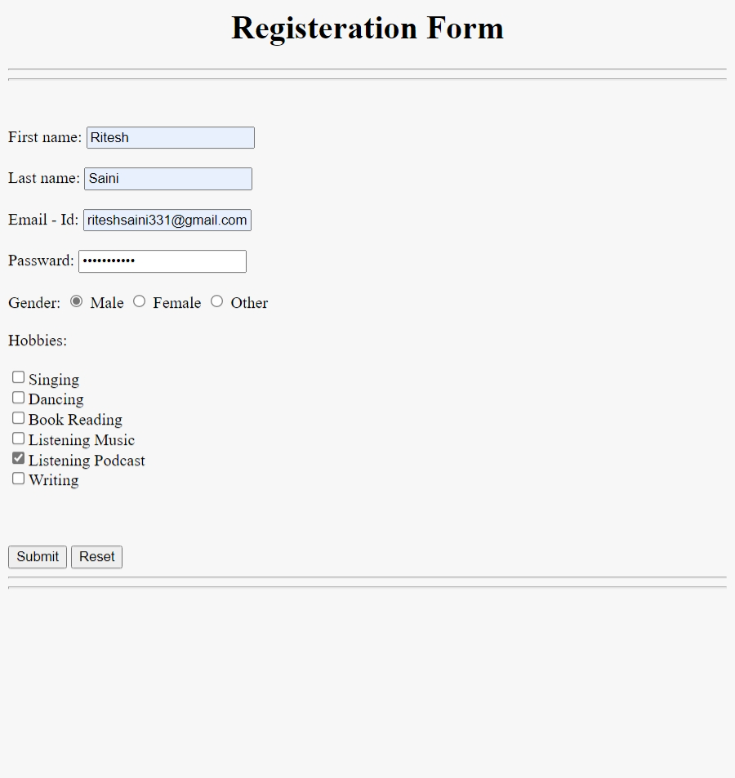 Registeration Form
First name: Ritesh
Last name: Saini
Email - Id: riteshsaini331@gmail.com
Passward: •••••••••••
Gender: Male Female Other
Hobbies:
Singing
Dancing
Book Reading
Listening Music
Listening Podcast
Writing
Submit Reset